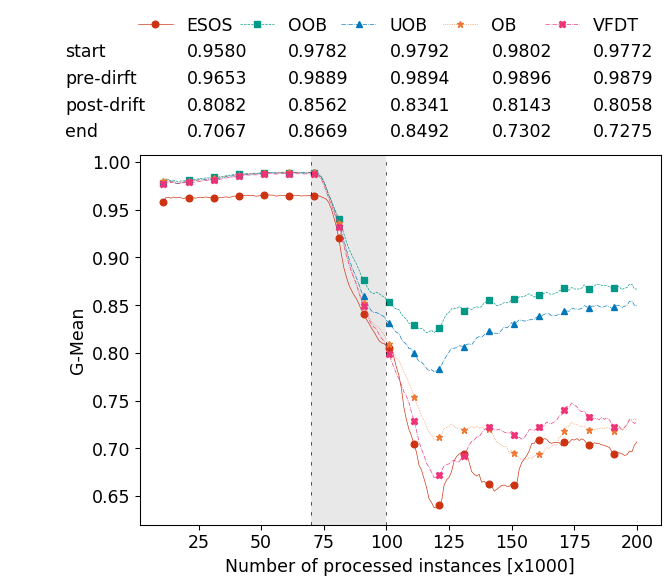 ESOS OOB UOB OB VFDT
start 0.9580 0.9782 0.9792 0.9802 0.9772
pre-dirft 0.9653 0.9889 0.9894 0.9896 0.9879
post-drift 0.8082 0.8562 0.8341 0.8143 0.8058
end 0.7067 0.8669 0.8492 0.7302 0.7275
1.00
0.95
0.90
0.85
0.80
0.75
0.70
0.65
G-Mean
25 50 75 100 125 150 175 200
Number of processed instances [x1000]